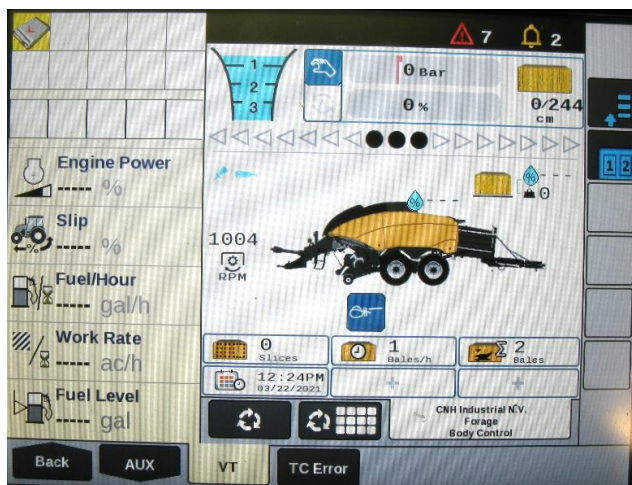 7
2
1
2
3
0 Bar
0 %
0/244
cm
1 2
Engine Power
----- %
Slip
----- %
Fuel/Hour
----- gal/h
Work Rate
----- ac/h
Fuel Level
----- gal
%
%
---
0
1004
RPM
0
Slices
1
Bales/h
Σ 2
Bales
12:24PM
03/22/2021
CNH Industrial N.V.
Forage
Body Control
Back
AUX
VT
TC Error